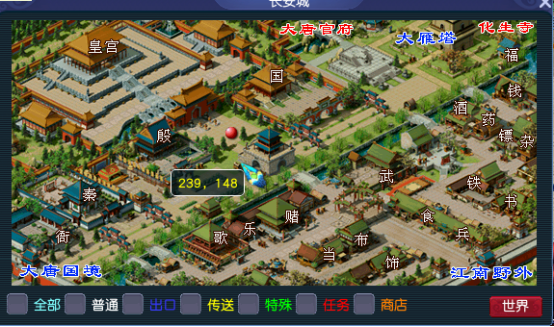 长安城
大唐官府
化生寺
大雁塔
皇宫
福
国
钱
酒
药
镖
杂
殷
239, 148
武
铁
秦
书
赌
食
乐
兵
衙
歌
布
当
饰
大唐国境
江南野外
全部 普通 出口 传送 特殊 任务 商店 世界